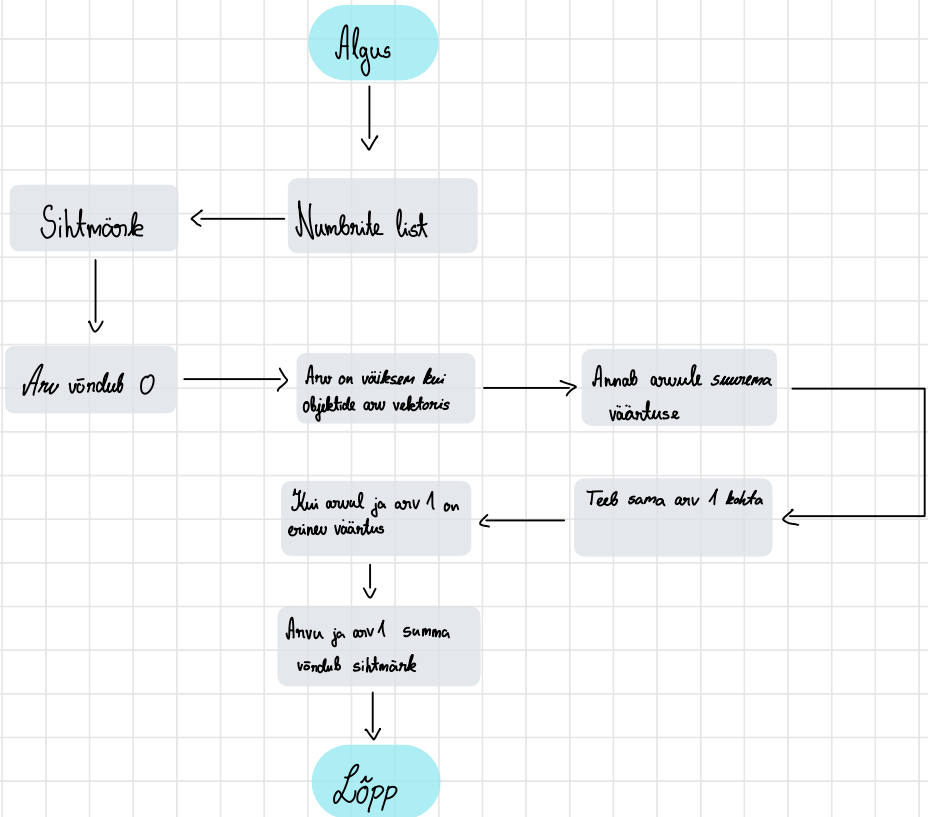 Algus
Numbrite list
Sihtmärk
Arv võrdub 0
Arv on väiksem kui
objektide arv vektoris
Annab arvule suurema
väärtuse
Teeb sama arv 1 kohta
Kui arvul ja arv 1 on
erinev väärtus
Arvu ja arv 1 summa
võrdub sihtmärk
Lõpp